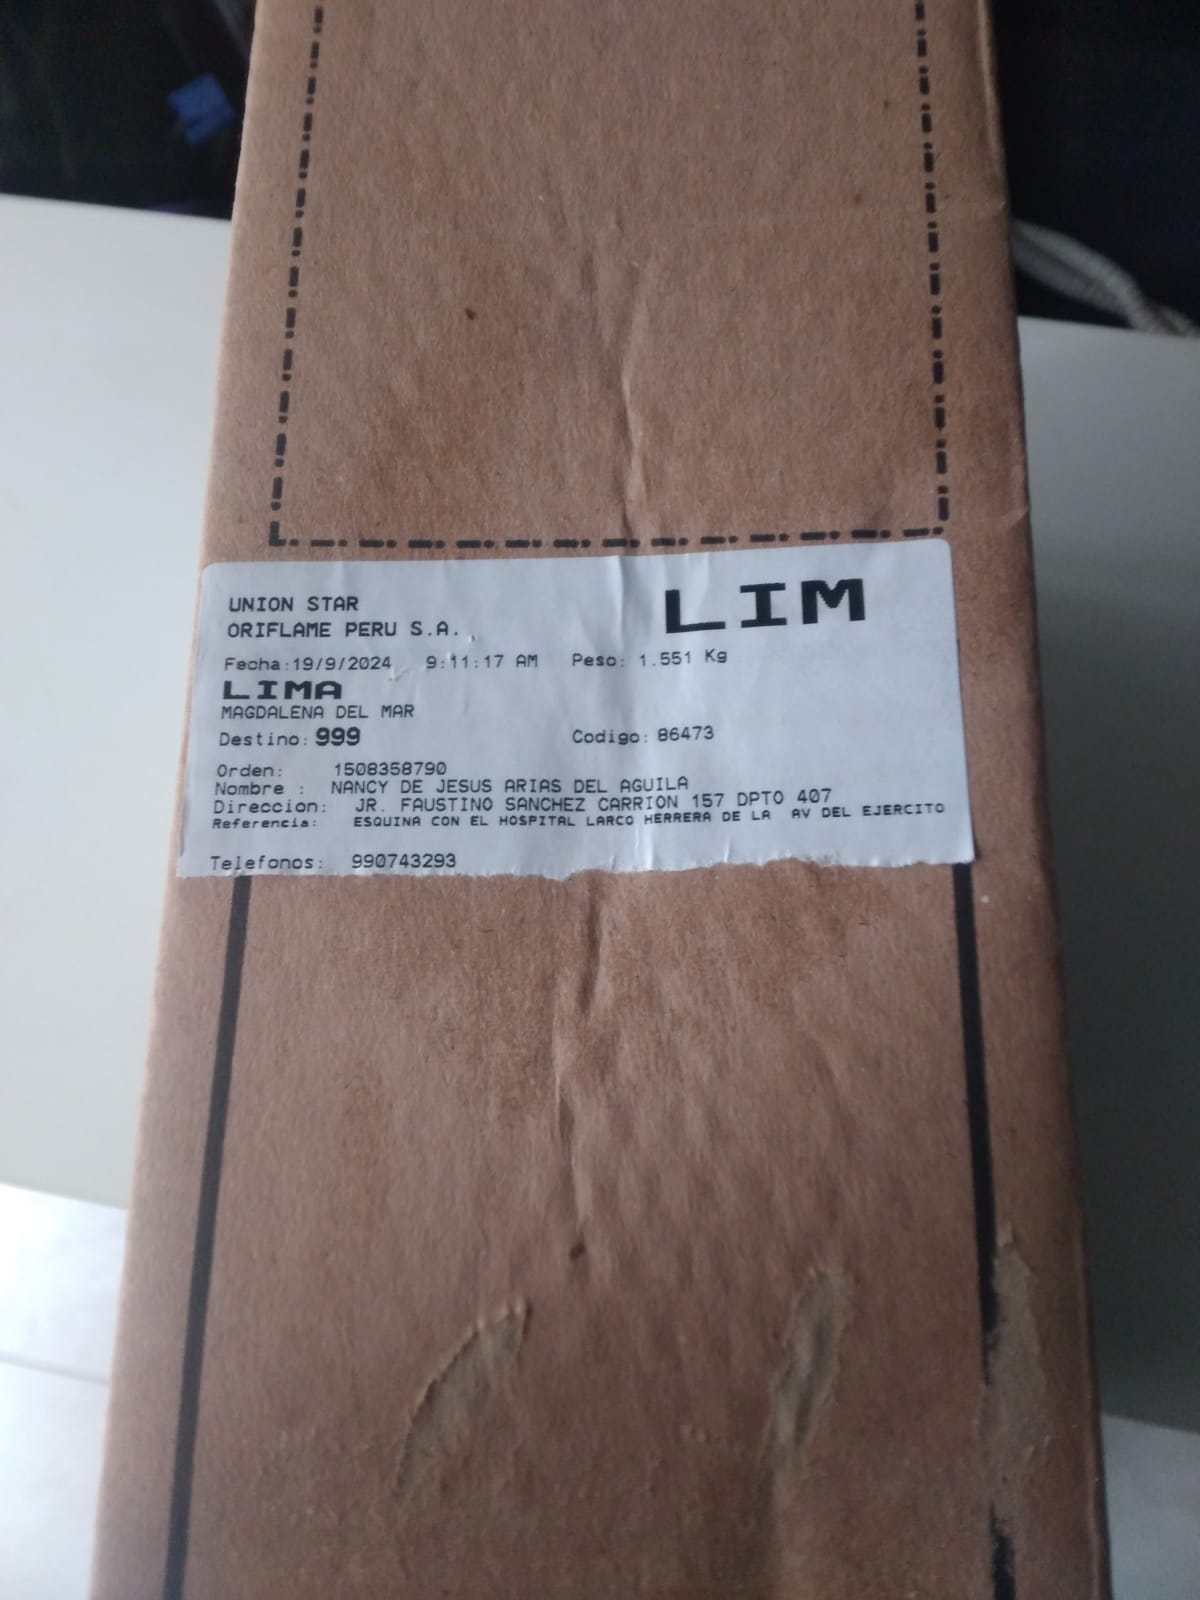 UNION STAR LIM
ORIFLAME PERU S.A.
Fecha:19/9/2024 9:11:17 AM Peso: 1.551 Kg
LIMA
MAGDALENA DEL MAR
Destino: 999 Codigo: 86473
Orden: 1508358790
Nombre : NANCY DE JESUS ARIAS DEL AGUILA
Direccion: JR. FAUSTINO SANCHEZ CARRION 157 DPTO 407
Referencia: ESQUINA CON EL HOSPITAL LARCO HERRERA DE LA AV DEL EJERCITO
Telefonos: 990743293